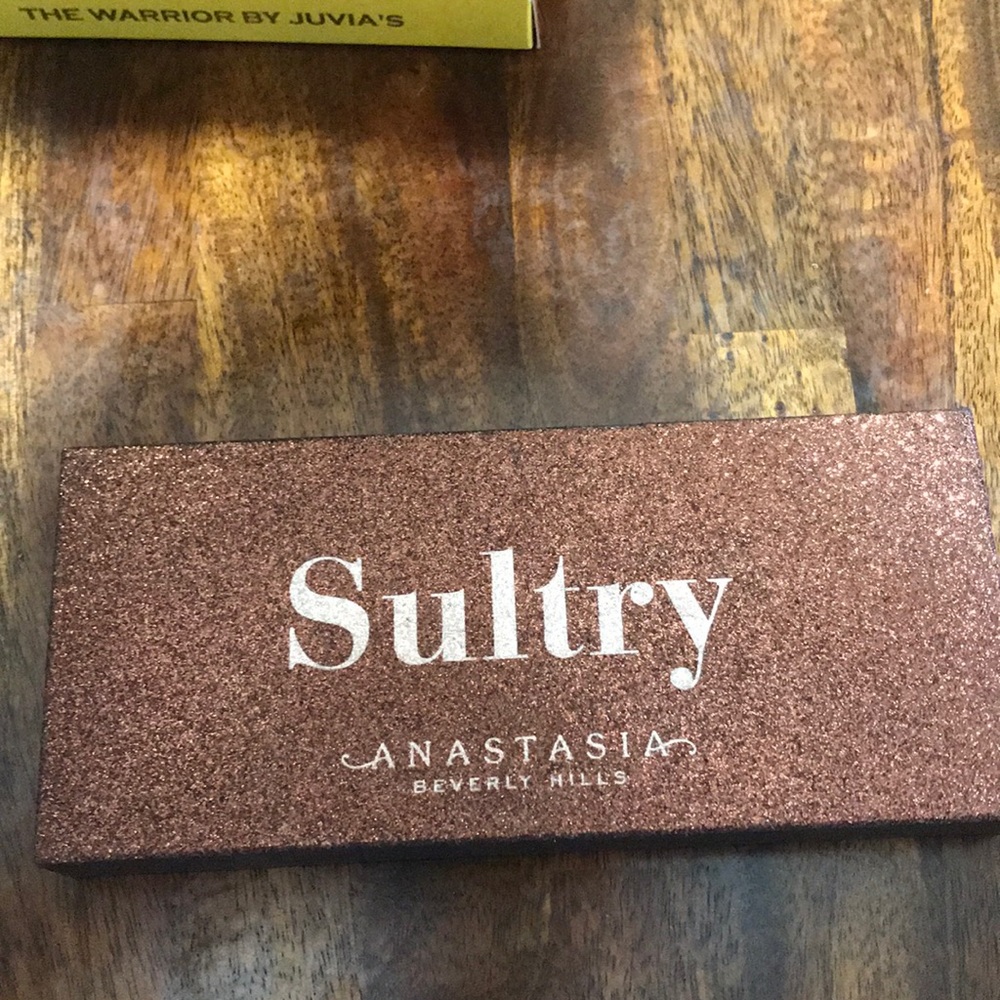 THE WARRIOR BY JUVIA'S
Sultry
ANASTASIA
BEVERLY HILLS